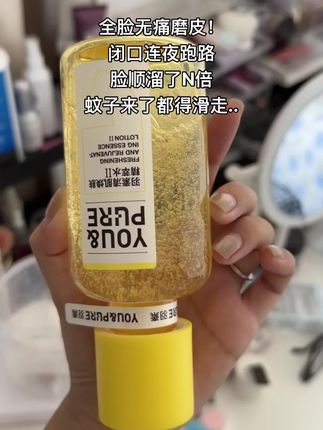 全脸无痛磨皮！
闭口连夜跑路
脸顺溜了N倍
蚊子来了都得滑走..
YOU&
PURE
羽素清肌焕肤
精萃水II
FRESHENING
AND REJUVENAT-
ING ESSENCE
LOTION II
YOU&PURE 羽素